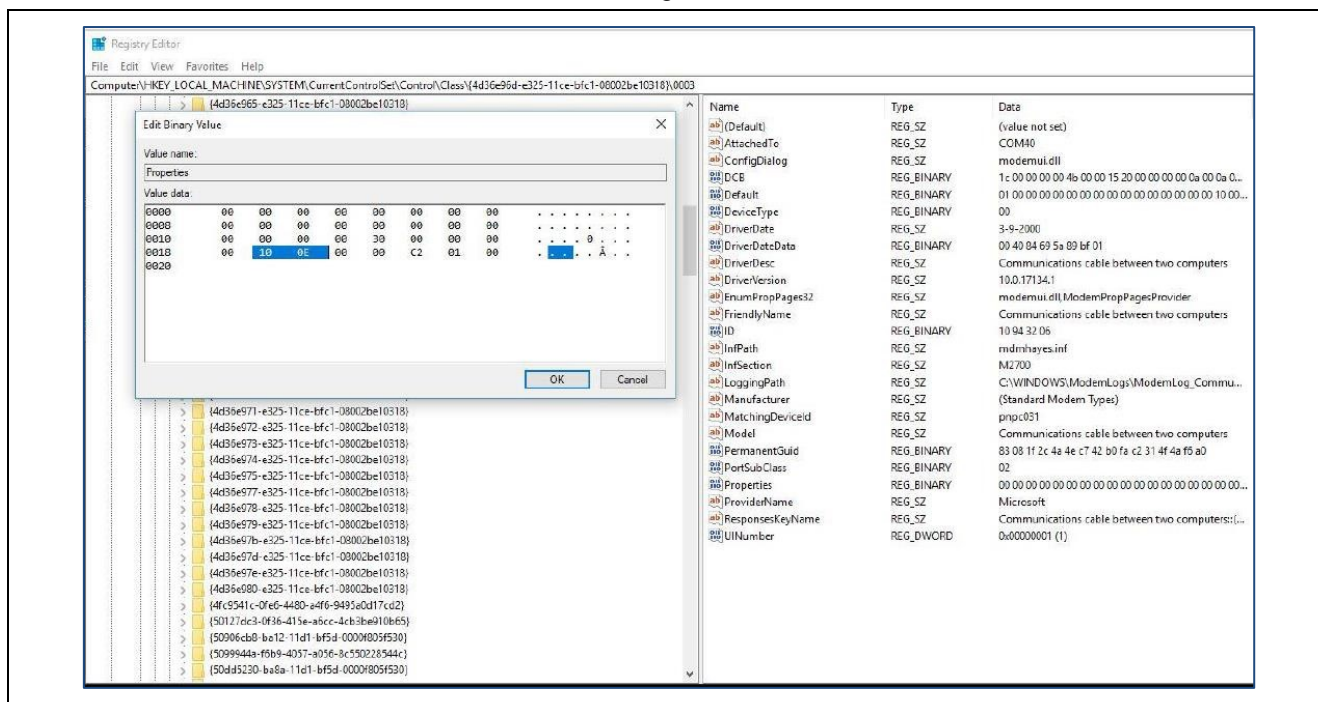 Registry Editor
File Edit View Favorites Help
Computer\HKEY_LOCAL_MACHINE\SYSTEM\CurrentControlSet\Control\Class\{4d36e96d-e325-11ce-bfc1-08002be10318}\0003
{4d36e965-e325-11ce-bfc1-08002be10318}
Edit Binary Value
Value name:
Properties
Value data:
0000 00 00 00 00 00 00 00 00 . . . . . . . .
0008 00 00 00 00 00 00 00 00 . . . . . . . .
0010 00 00 00 00 30 00 00 00 . . . . 0 . . .
0018 00 10 0E 00 00 C2 01 00 . . . . . Â . .
0020
OK Cancel
{4d36e971-e325-11ce-bfc1-08002be10318}
{4d36e972-e325-11ce-bfc1-08002be10318}
{4d36e973-e325-11ce-bfc1-08002be10318}
{4d36e974-e325-11ce-bfc1-08002be10318}
{4d36e975-e325-11ce-bfc1-08002be10318}
{4d36e977-e325-11ce-bfc1-08002be10318}
{4d36e978-e325-11ce-bfc1-08002be10318}
{4d36e979-e325-11ce-bfc1-08002be10318}
{4d36e97b-e325-11ce-bfc1-08002be10318}
{4d36e97d-e325-11ce-bfc1-08002be10318}
{4d36e97e-e325-11ce-bfc1-08002be10318}
{4d36e980-e325-11ce-bfc1-08002be10318}
{4fc9541c-0fe6-4480-a4f6-9495a0d17cd2}
{50127dc3-0f36-415e-a6cc-4cb3be910b65}
{50906cb8-ba12-11d1-bf5d-0000f805f530}
{5099944a-f6b9-4057-a056-8c550228544c}
{50dd5230-ba8a-11d1-bf5d-0000f805f530}
Name Type Data
(Default) REG_SZ (value not set)
AttachedTo REG_SZ COM40
ConfigDialog REG_SZ modemui.dll
DCB REG_BINARY 1c 00 00 00 00 4b 00 00 15 20 00 00 00 00 0a 00 0a 0...
Default REG_BINARY 01 00 00 00 00 00 00 00 00 00 00 00 00 00 00 00 10 00...
DeviceType REG_BINARY 00
DriverDate REG_SZ 3-9-2000
DriverDateData REG_BINARY 00 40 84 69 5a 89 bf 01
DriverDesc REG_SZ Communications cable between two computers
DriverVersion REG_SZ 10.0.17134.1
EnumPropPages32 REG_SZ modemui.dll,ModemPropPagesProvider
FriendlyName REG_SZ Communications cable between two computers
ID REG_BINARY 10 94 32 06
InfPath REG_SZ mdmhayes.inf
InfSection REG_SZ M2700
LoggingPath REG_SZ C:\WINDOWS\ModemLogs\ModemLog_Commu...
Manufacturer REG_SZ (Standard Modem Types)
MatchingDeviceId REG_SZ pnpc031
Model REG_SZ Communications cable between two computers
PermanentGuid REG_BINARY 83 08 1f 2c 4a 4e c7 42 b0 fa c2 31 4f 4a f5 a0
PortSubClass REG_BINARY 02
Properties REG_BINARY 00 00 00 00 00 00 00 00 00 00 00 00 00 00 00 00 00 00...
ProviderName REG_SZ Microsoft
ResponsesKeyName REG_SZ Communications cable between two computers::(...
UINumber REG_DWORD 0x00000001 (1)